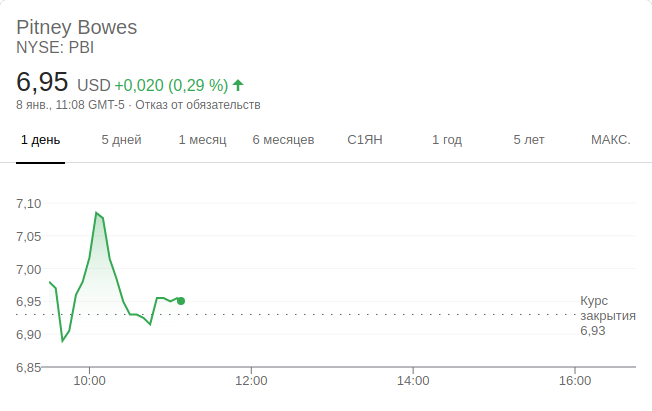 Pitney Bowes
NYSE: PBI
6,95 USD +0,020 (0,29 %)
8 янв., 11:08 GMT-5 · Отказ от обязательств
1 день 5 дней 1 месяц 6 месяцев С1ЯН 1 год 5 лет МАКС.
7,10
7,05
7,00
6,95
6,90
6,85
Курс
закрытия
6,93
10:00 12:00 14:00 16:00